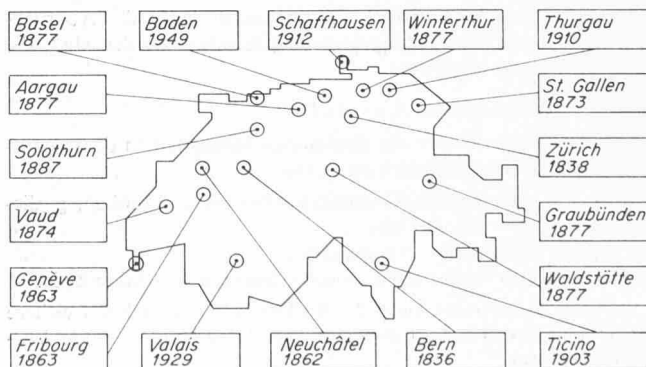 Basel
1877
Baden
1949
Schaffhausen
1912
Winterthur
1877
Thurgau
1910
Aargau
1877
St. Gallen
1873
Solothurn
1887
Zürich
1838
Vaud
1874
Graubünden
1877
Genève
1863
Waldstätte
1877
Fribourg
1863
Valais
1929
Neuchâtel
1862
Bern
1836
Ticino
1903